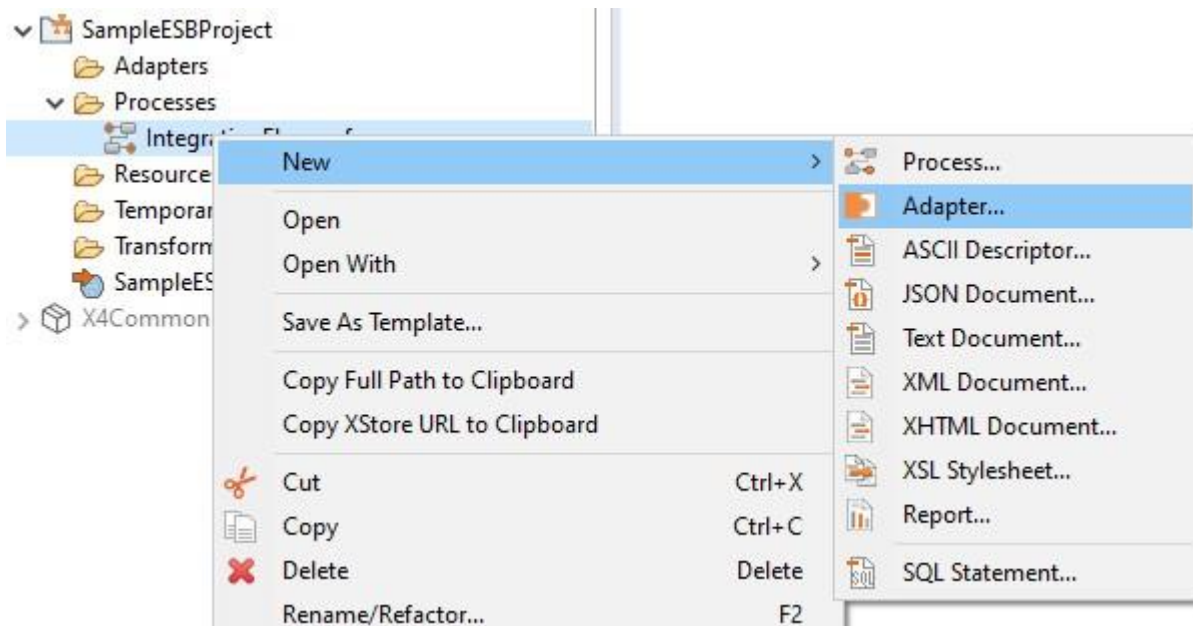 SampleESBProject
Adapters
Processes
Resource
Temporar
Transform
SampleES
X4Common
New
Open
Open With
Save As Template...
Copy Full Path to Clipboard
Copy XStore URL to Clipboard
Cut Ctrl+X
Copy Ctrl+C
Delete Delete
Rename/Refactor... F2
Process...
Adapter...
ASCII Descriptor...
JSON Document...
Text Document...
XML Document...
XHTML Document...
XSL Stylesheet...
Report...
SQL Statement...